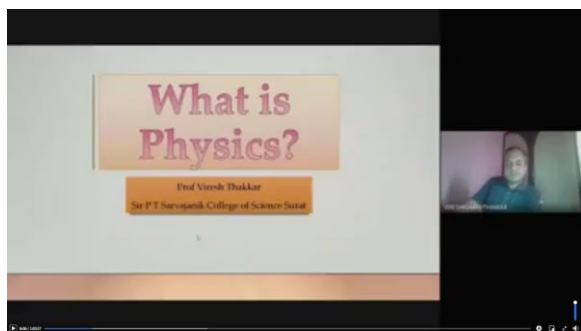 What is
Physics?
Prof Viresh Thakkar
Sir P T Sarvajanik College of Science Surat